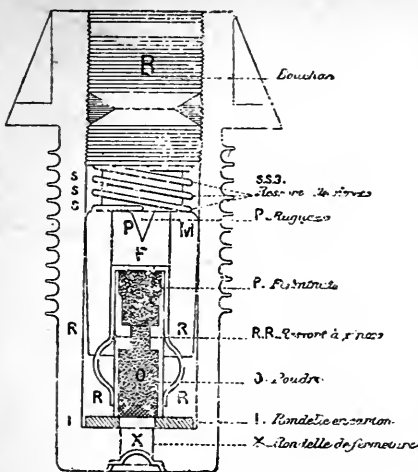 B
Bouchon
S
S
S
S.S.S.
P
M
P. Rugueux
F
P. Fulminate
R
R
R.R. Ressort à pinces
O
R
R
O. Poudre
I
I. Rondelle en carton
X
X Rondelle de fermeture